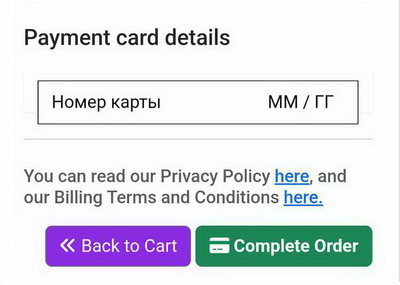 Payment card details
Номер карты ММ / ГГ
You can read our Privacy Policy here, and
our Billing Terms and Conditions here.
Back to Cart Complete Order